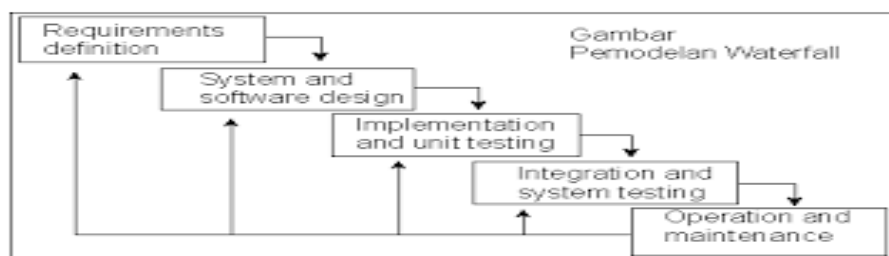 Requirements
definition
Gambar
Pemodelan Waterfall
System and
software design
Implementation
and unit testing
Integration and
system testing
Operation and
maintenance